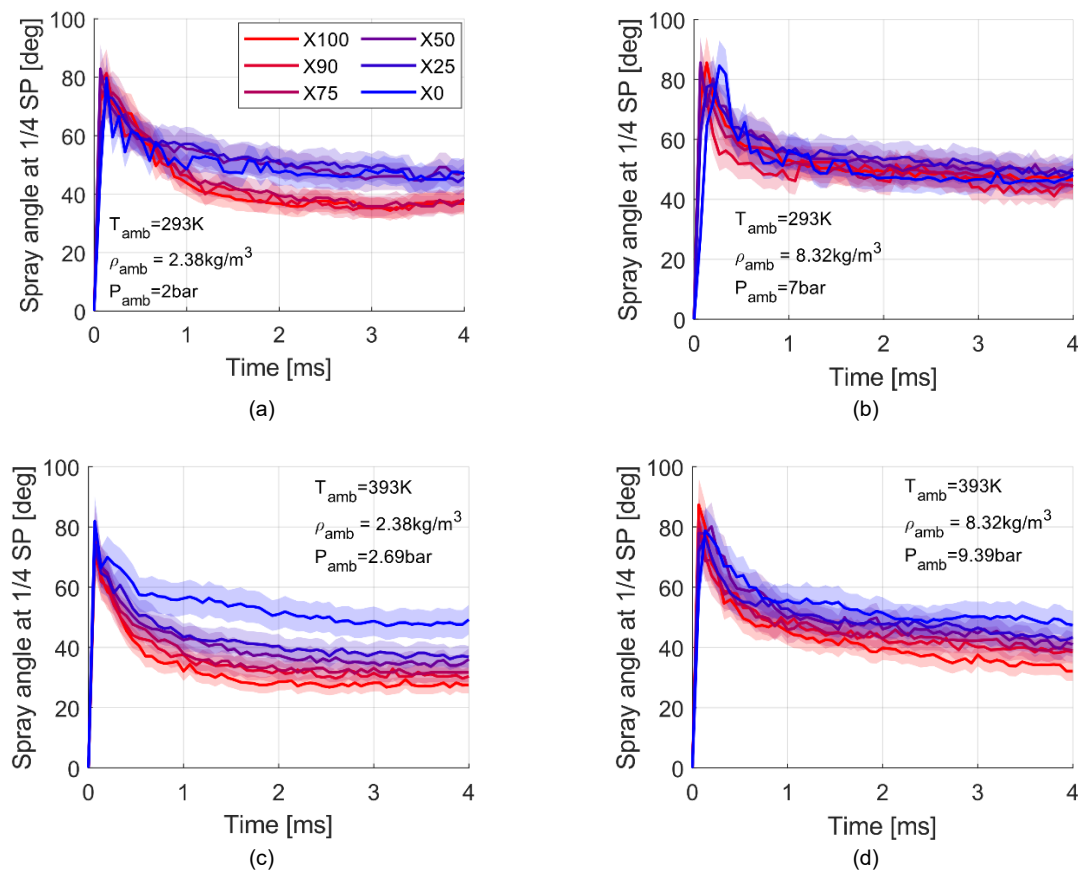 Spray angle at 1/4 SP [deg]
100
80
60
40
20
0
X100 X50
X90 X25
X75 X0
T_amb=293K
ρ_amb = 2.38kg/m³
P_amb=2bar
0 1 2 3 4
Time [ms]
(a)
Spray angle at 1/4 SP [deg]
100
80
60
40
20
0
T_amb=293K
ρ_amb = 8.32kg/m³
P_amb=7bar
0 1 2 3 4
Time [ms]
(b)
Spray angle at 1/4 SP [deg]
100
80
60
40
20
0
T_amb=393K
ρ_amb = 2.38kg/m³
P_amb=2.69bar
0 1 2 3 4
Time [ms]
(c)
Spray angle at 1/4 SP [deg]
100
80
60
40
20
0
T_amb=393K
ρ_amb = 8.32kg/m³
P_amb=9.39bar
0 1 2 3 4
Time [ms]
(d)